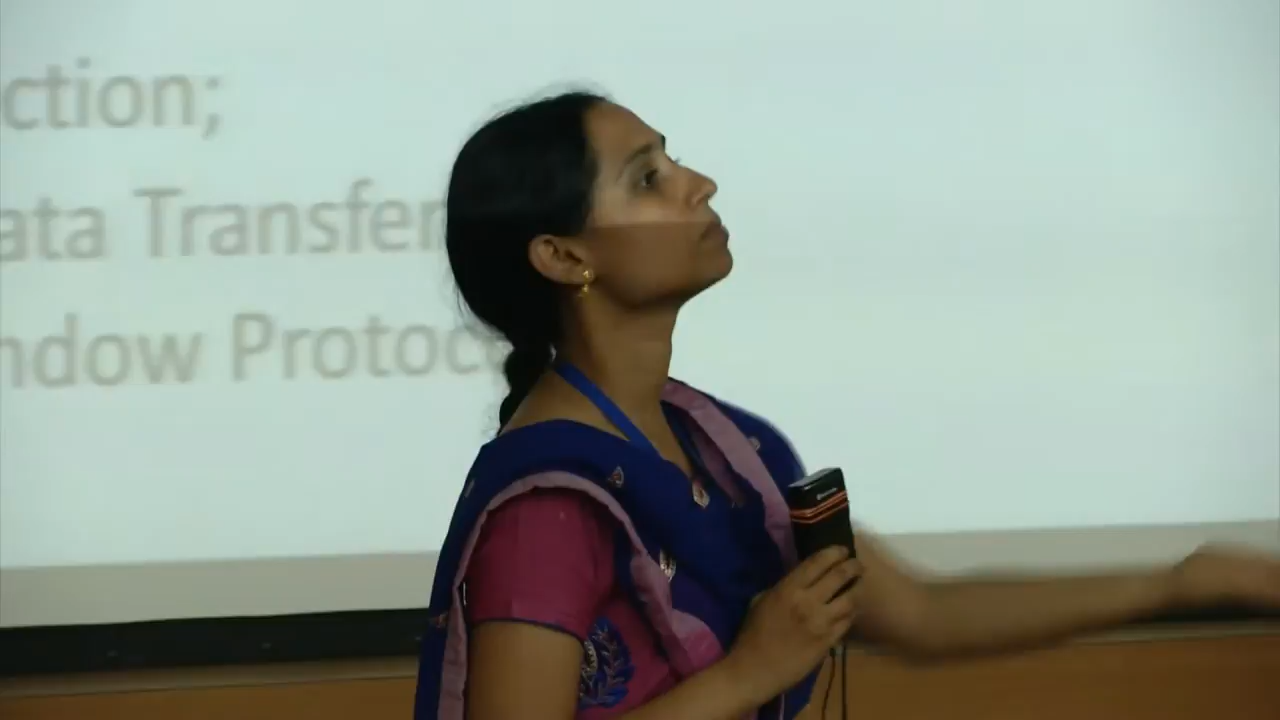 ction;
ata Transfer
ndow Protoc